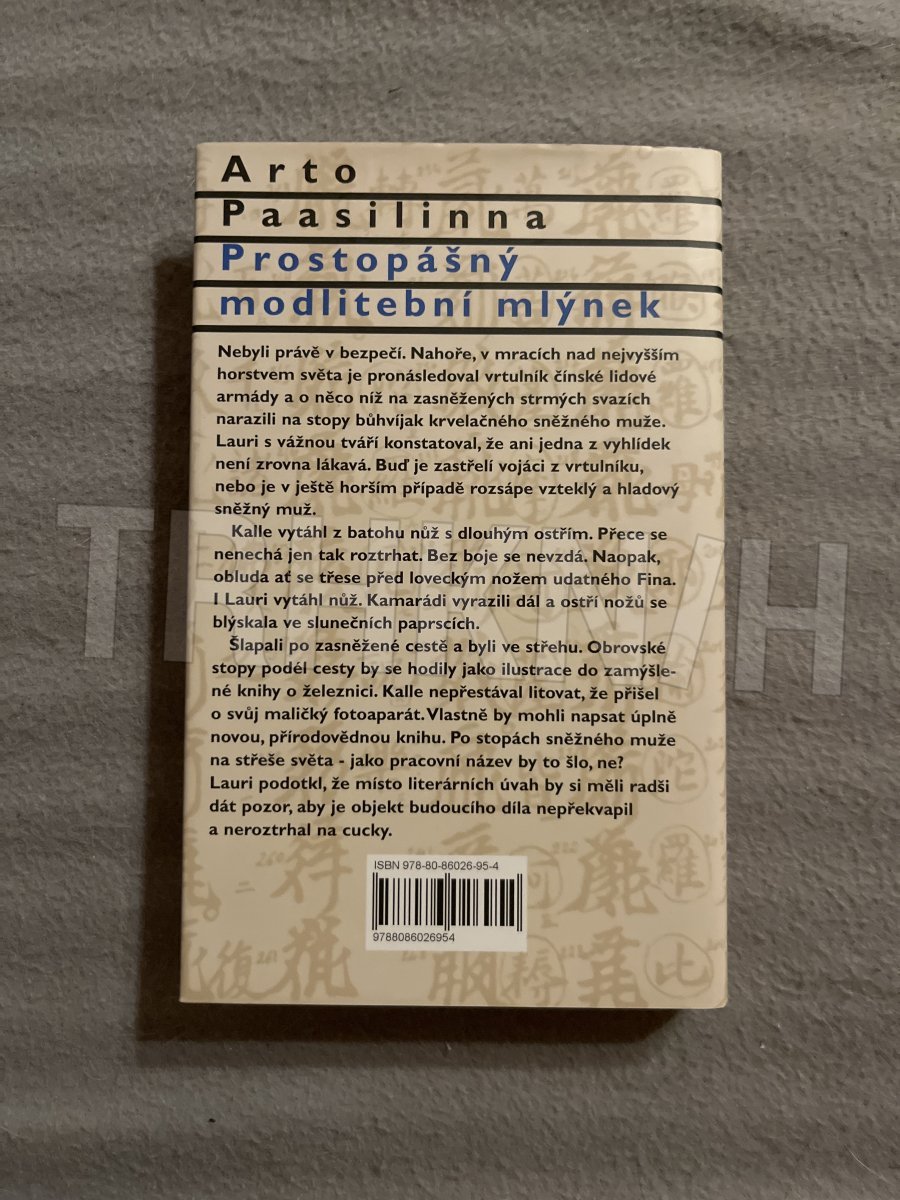 Arto
Paasilinna
Prostopášný
modlitební mlýnek
Nebyli právě v bezpečí. Nahoře, v mracích nad nejvyšším
horstvem světa je pronásledoval vrtulník čínské lidové
armády a o něco níž na zasněžených strmých svazích
narazili na stopy bůhvíjak krvelačného sněžného muže.
Lauri s vážnou tváří konstatoval, že ani jedna z vyhlídek
není zrovna lákavá. Buď je zastřelí vojáci z vrtulníku,
nebo je v ještě horším případě rozsápe vzteklý a hladový
sněžný muž.
Kalle vytáhl z batohu nůž s dlouhým ostřím. Přece se
nenechá jen tak roztrhat. Bez boje se nevzdá. Naopak,
obluda ať se třese před loveckým nožem udatného Fina.
I Lauri vytáhl nůž. Kamarádi vyrazili dál a ostří nožů se
blýskala ve slunečních paprscích.
Šlapali po zasněžené cestě a byli ve střehu. Obrovské
stopy podél cesty by se hodily jako ilustrace do zamýšle-
né knihy o železnici. Kalle nepřestával litovat, že přišel
o svůj maličký fotoaparát. Vlastně by mohli napsat úplně
novou, přírodovědnou knihu. Po stopách sněžného muže
na střeše světa - jako pracovní název by to šlo, ne?
Lauri podotkl, že místo literárních úvah by si měli radši
dát pozor, aby je objekt budoucího díla nepřekvapil
a neroztrhal na cucky.
ISBN 978-80-86026-95-4
9788086026954